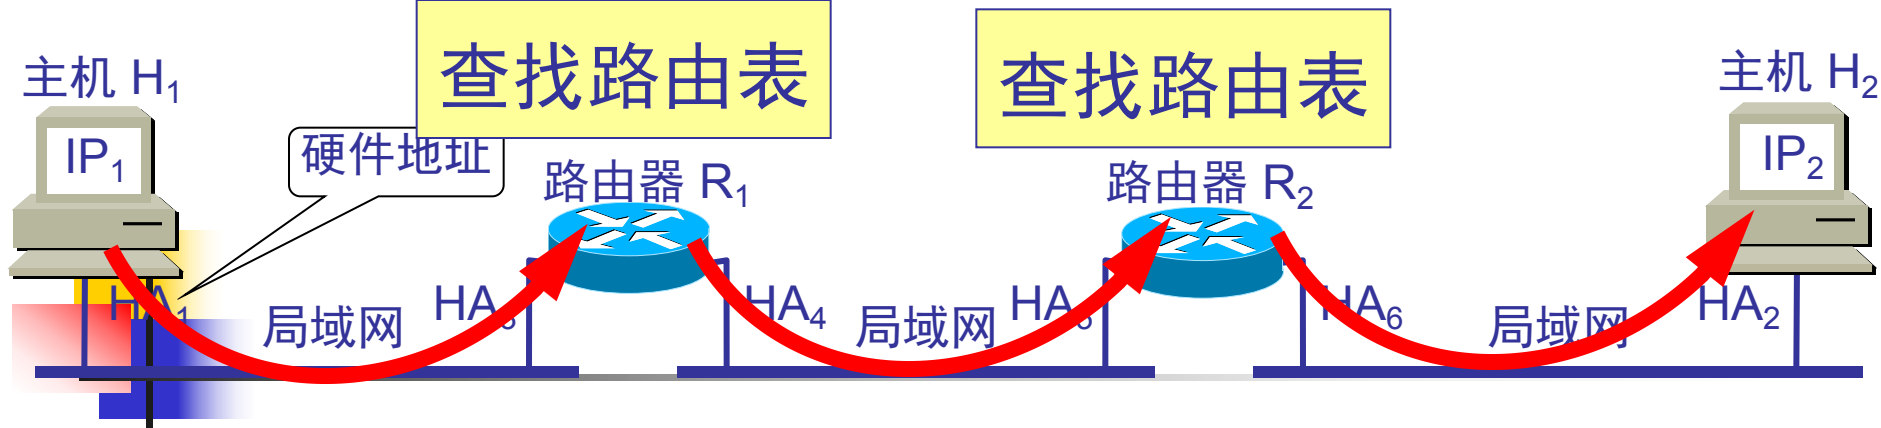 查找路由表
查找路由表
主机 H1
主机 H2
硬件地址
IP1
IP2
路由器 R1
路由器 R2
HA1
局域网
HA
HA4
局域网
HA
HA6
局域网
HA2